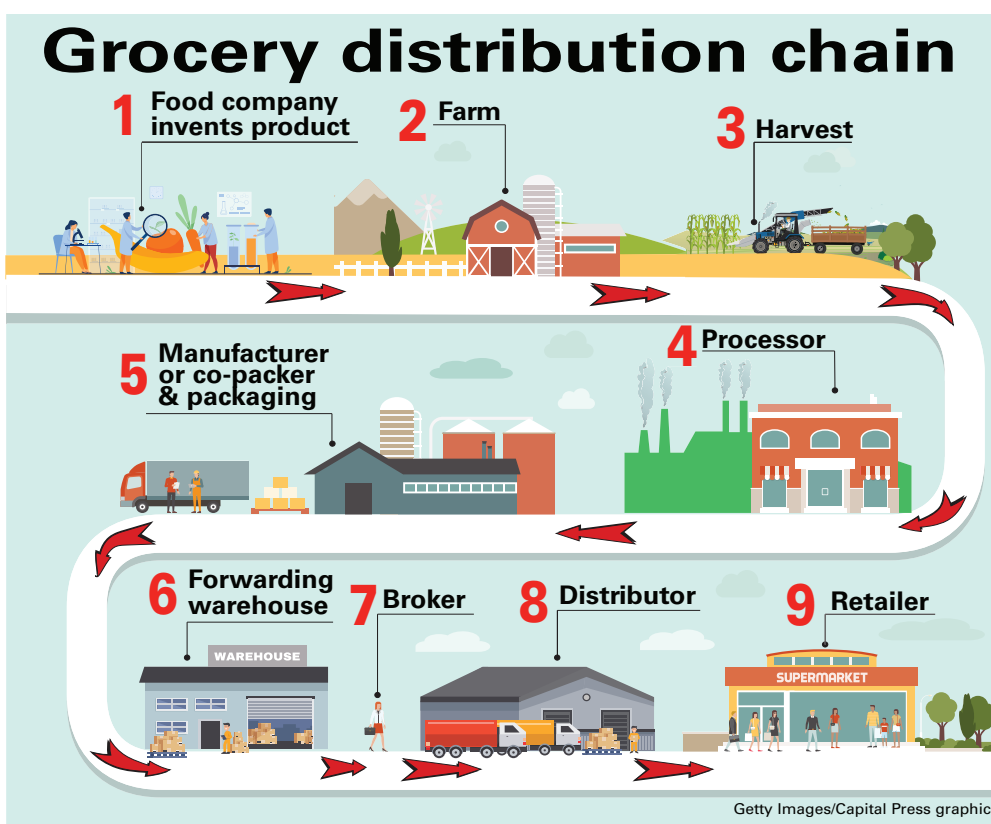 Grocery distribution chain
1 Food company
invents product
2 Farm
3 Harvest
4 Processor
5 Manufacturer
or co-packer
& packaging
6 Forwarding
warehouse
WAREHOUSE
7 Broker
8 Distributor
9 Retailer
SUPERMARKET
Getty Images/Capital Press graphic